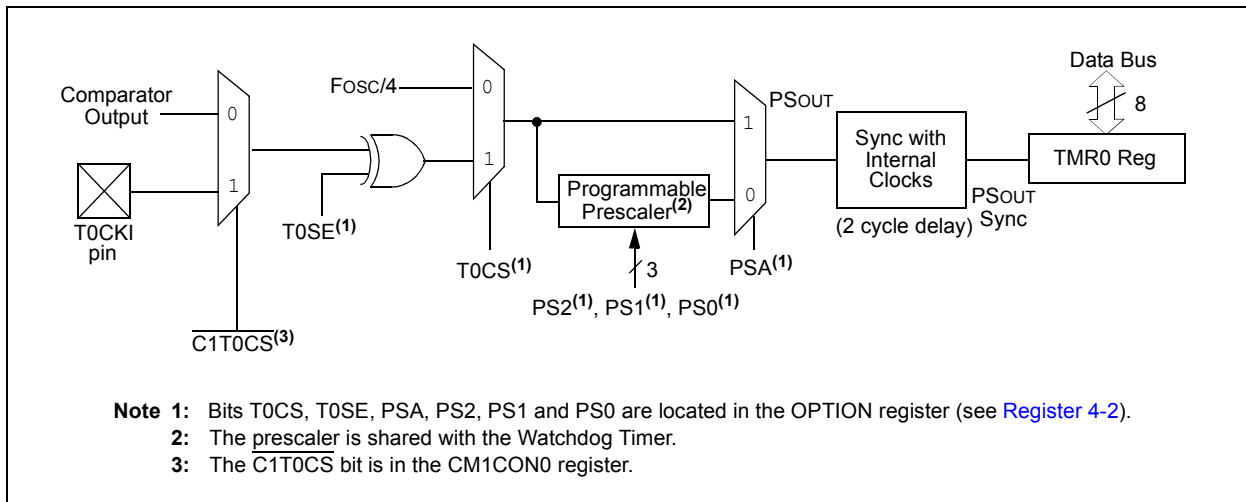 Comparator
Output
0
1
T0CKI
pin
C1T0CS(3)
T0SE(1)
FOSC/4
0
1
T0CS(1)
Programmable
Prescaler(2)
3
PS2(1), PS1(1), PS0(1)
PSOUT
1
0
PSA(1)
Sync with
Internal
Clocks
(2 cycle delay)
PSOUT
Sync
Data Bus
8
TMR0 Reg
Note 1: Bits T0CS, T0SE, PSA, PS2, PS1 and PS0 are located in the OPTION register (see Register 4-2).
2: The prescaler is shared with the Watchdog Timer.
3: The C1T0CS bit is in the CM1CON0 register.